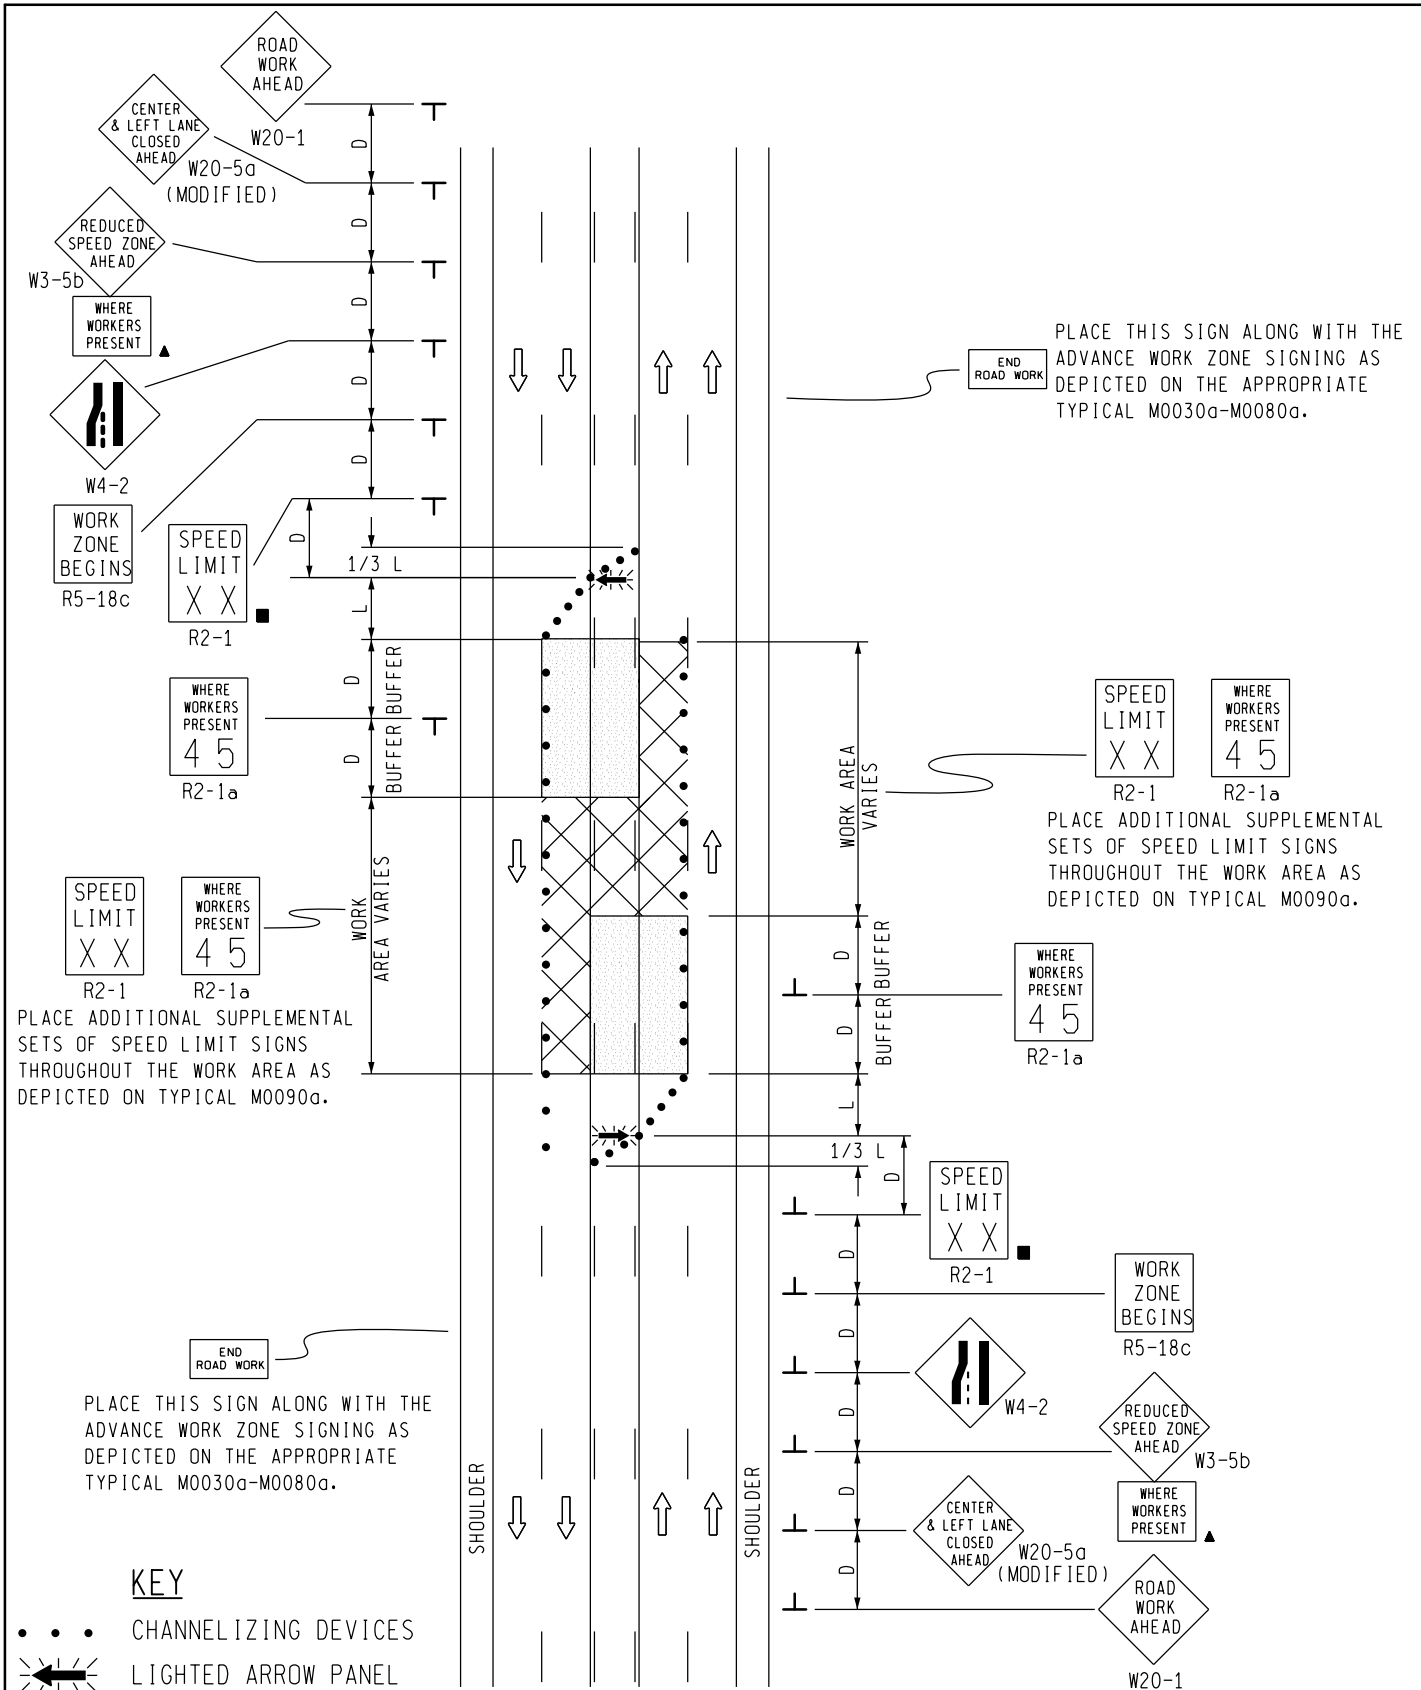 ROAD
WORK
AHEAD
W20-1
CENTER
& LEFT LANE
CLOSED
AHEAD
W20-5a
(MODIFIED)
REDUCED
SPEED ZONE
AHEAD
W3-5b
WHERE
WORKERS
PRESENT
W4-2
WORK
ZONE
BEGINS
R5-18c
SPEED
LIMIT
X X
R2-1
D
D
D
D
D
D
1/3 L
L
D
BUFFER
D
BUFFER
WHERE
WORKERS
PRESENT
4 5
R2-1a
WORK
AREA VARIES
SPEED
LIMIT
X X
R2-1
WHERE
WORKERS
PRESENT
4 5
R2-1a
PLACE ADDITIONAL SUPPLEMENTAL
SETS OF SPEED LIMIT SIGNS
THROUGHOUT THE WORK AREA AS
DEPICTED ON TYPICAL M0090a.
END
ROAD WORK
PLACE THIS SIGN ALONG WITH THE
ADVANCE WORK ZONE SIGNING AS
DEPICTED ON THE APPROPRIATE
TYPICAL M0030a-M0080a.
SHOULDER
SHOULDER
END
ROAD WORK
PLACE THIS SIGN ALONG WITH THE
ADVANCE WORK ZONE SIGNING AS
DEPICTED ON THE APPROPRIATE
TYPICAL M0030a-M0080a.
WORK AREA
VARIES
SPEED
LIMIT
X X
R2-1
WHERE
WORKERS
PRESENT
4 5
R2-1a
PLACE ADDITIONAL SUPPLEMENTAL
SETS OF SPEED LIMIT SIGNS
THROUGHOUT THE WORK AREA AS
DEPICTED ON TYPICAL M0090a.
D
BUFFER
D
BUFFER
WHERE
WORKERS
PRESENT
4 5
R2-1a
L
1/3 L
D
SPEED
LIMIT
X X
R2-1
D
WORK
ZONE
BEGINS
R5-18c
D
W4-2
D
REDUCED
SPEED ZONE
AHEAD
W3-5b
WHERE
WORKERS
PRESENT
D
CENTER
& LEFT LANE
CLOSED
AHEAD
W20-5a
(MODIFIED)
D
ROAD
WORK
AHEAD
W20-1
KEY
CHANNELIZING DEVICES
LIGHTED ARROW PANEL